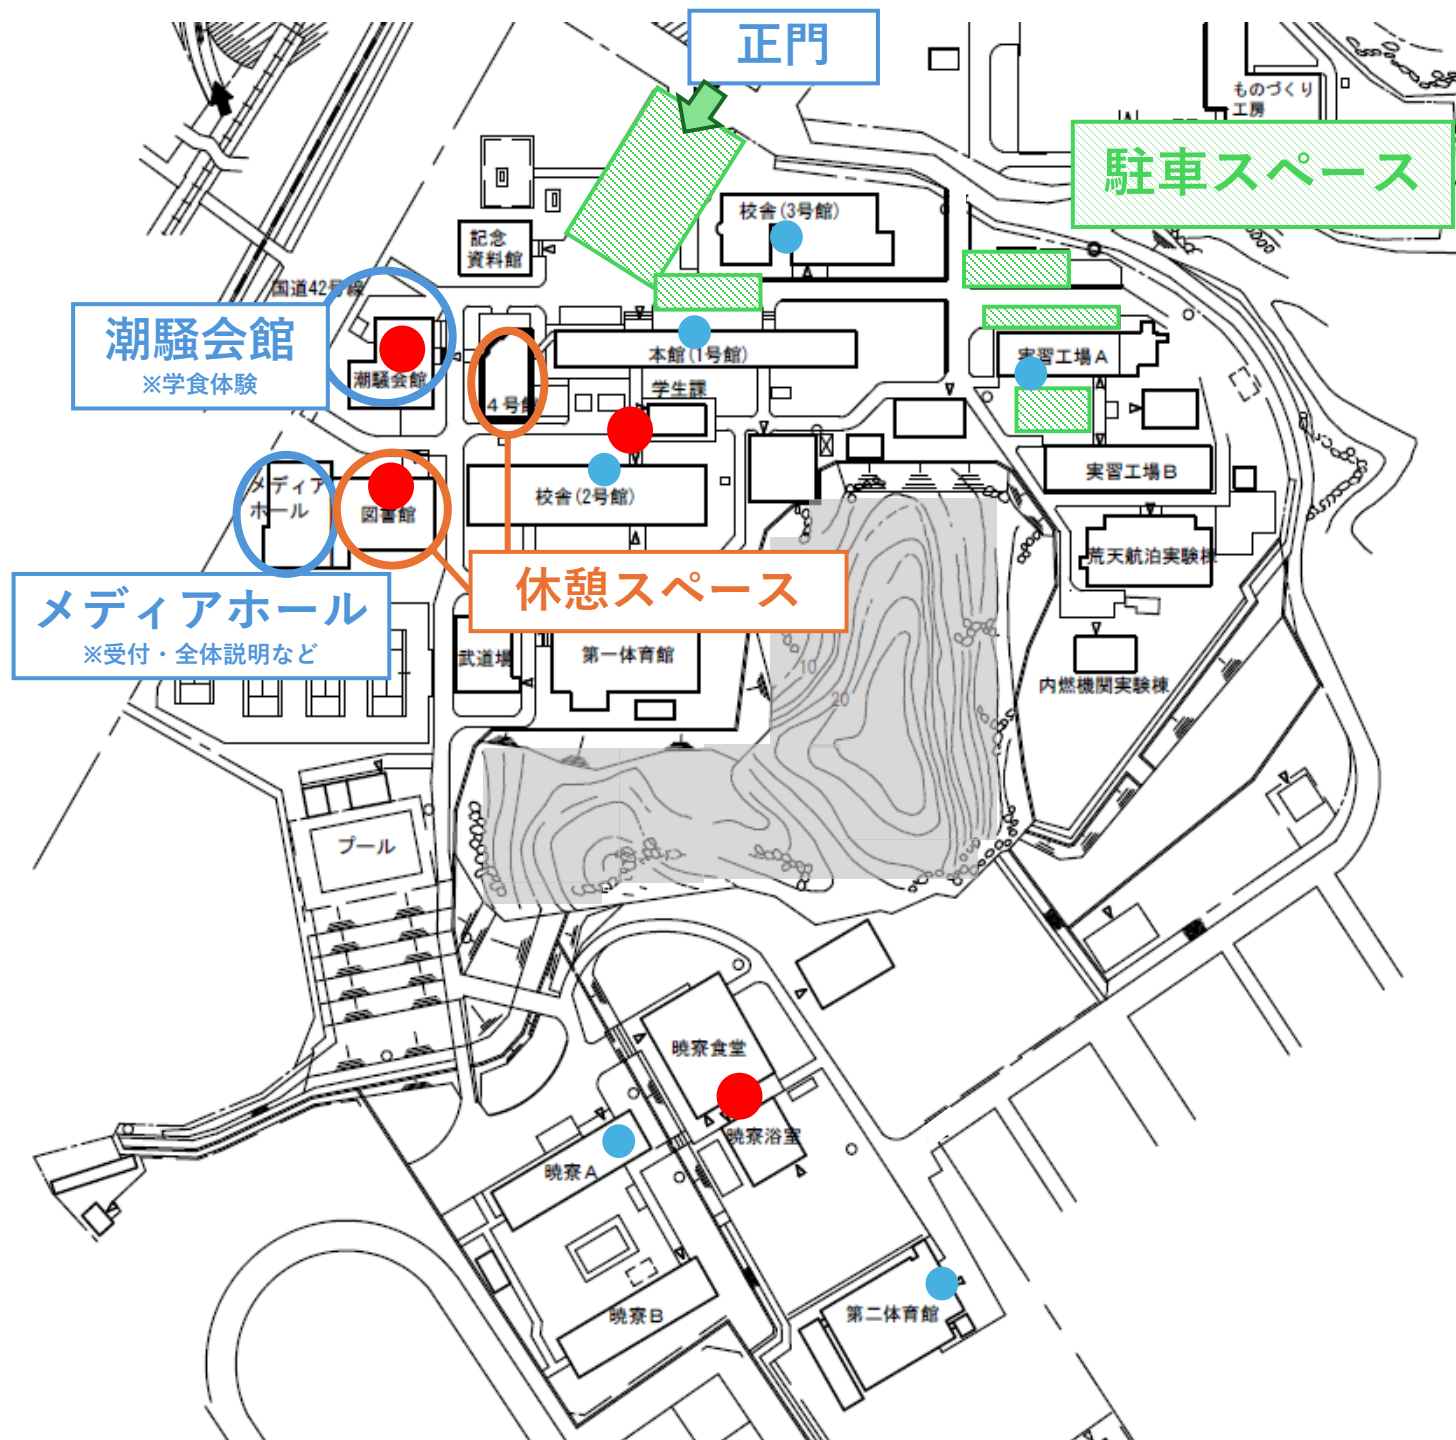 正門
ものづくり
工房
駐車スペース
校舎(3号館)
記念
資料館
国道42号線
潮騒会館
※学食体験
潮騒会館
本館(1号館)
実習工場A
学生課
4号館
メディア
ホール
図書館
校舎(2号館)
実習工場B
荒天航泊実験棟
休憩スペース
メディアホール
※受付・全体説明など
武道場
第一体育館
10
20
内燃機関実験棟
プール
暁寮食堂
暁寮浴室
暁寮A
暁寮B
第二体育館